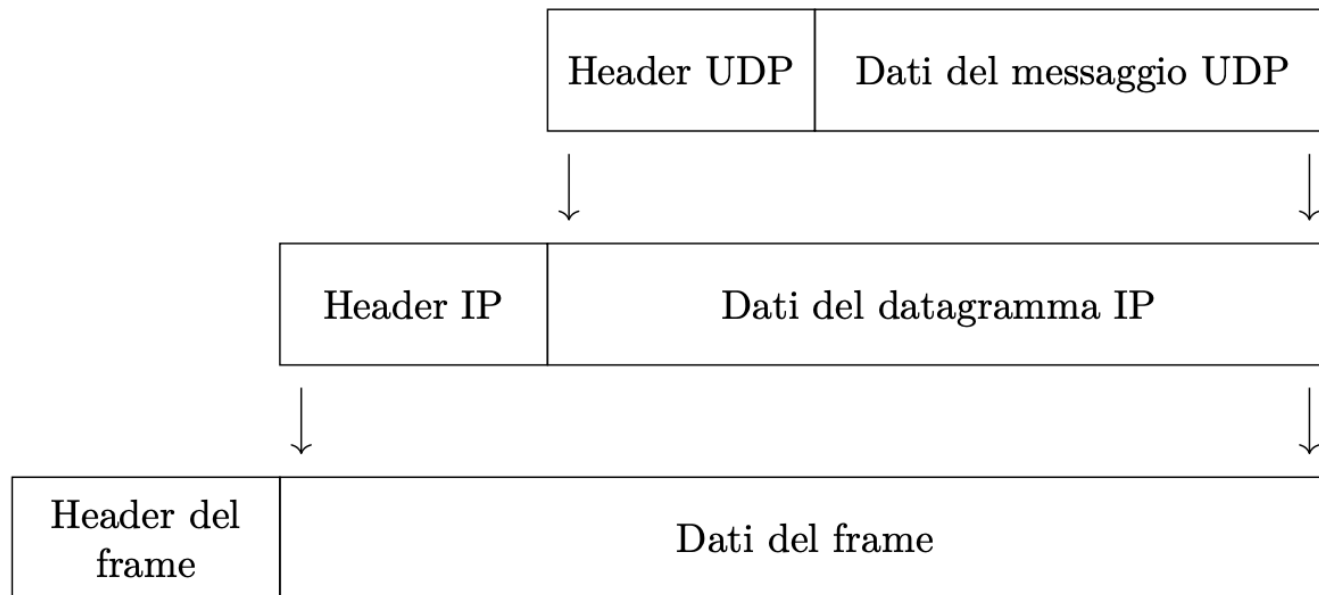 Header UDP
Dati del messaggio UDP
Header IP
Dati del datagramma IP
Header del
frame
Dati del frame